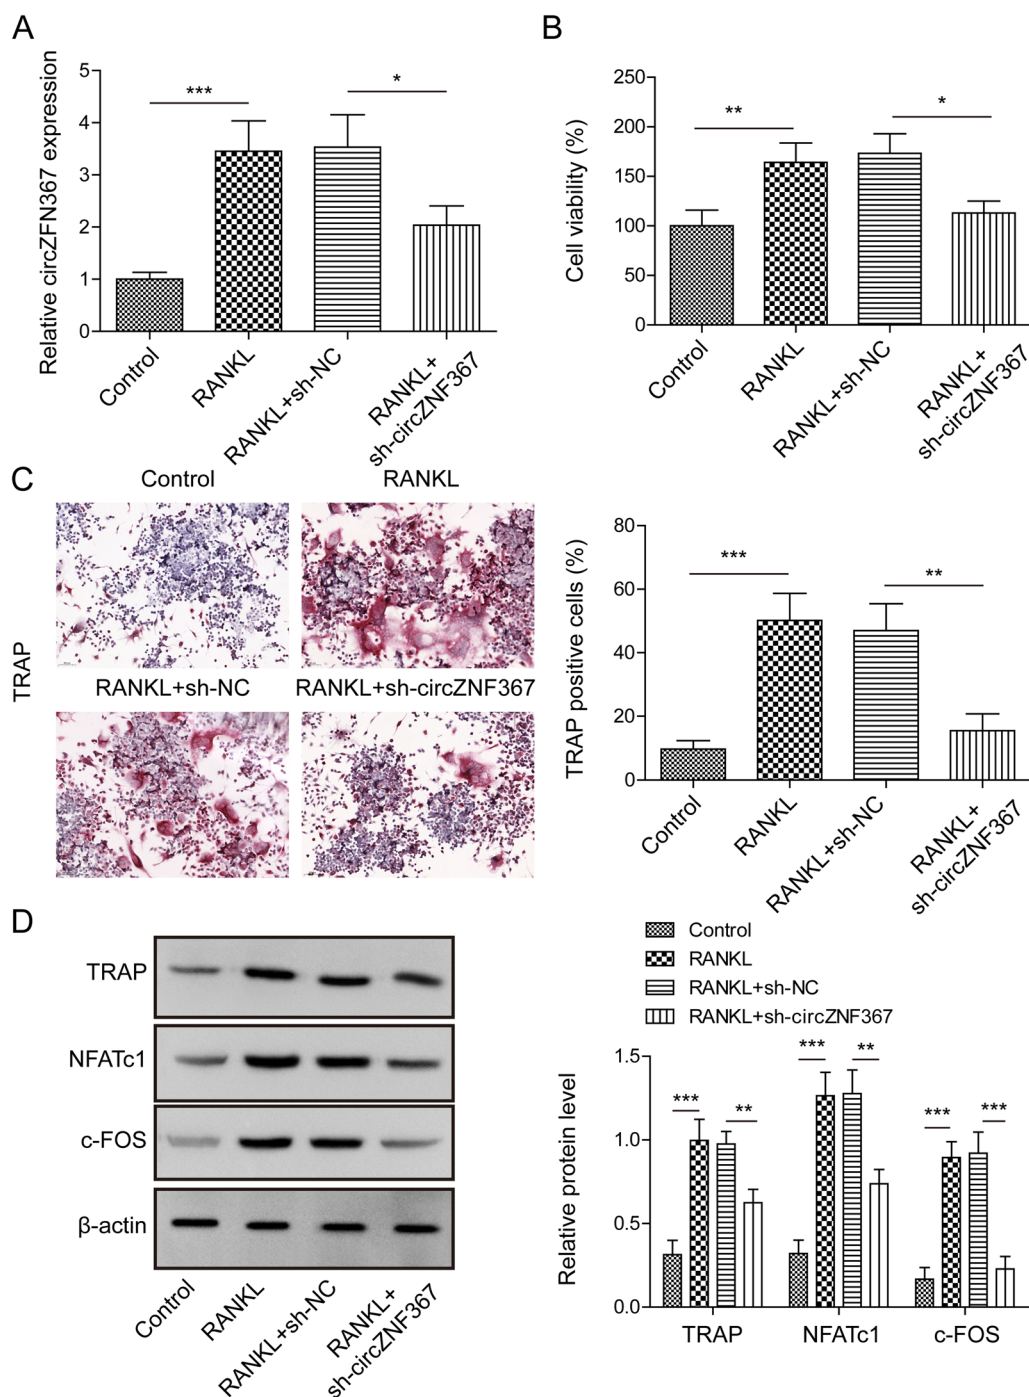 A
Relative circZFN367 expression
5
4
3
2
1
0
***
*
Control
RANKL
RANKL+sh-NC
RANKL+
sh-circZNF367
B
Cell viability (%)
250
200
150
100
50
0
**
*
Control
RANKL
RANKL+sh-NC
RANKL+
sh-circZNF367
C
TRAP
Control
RANKL
RANKL+sh-NC
RANKL+sh-circZNF367
TRAP positive cells (%)
80
60
40
20
0
***
**
Control
RANKL
RANKL+sh-NC
RANKL+
sh-circZNF367
D
TRAP
NFATc1
c-FOS
β-actin
Control
RANKL
RANKL+sh-NC
RANKL+
sh-circZNF367
Control
RANKL
RANKL+sh-NC
RANKL+sh-circZNF367
Relative protein level
1.5
1.0
0.5
0.0
***
**
***
**
***
***
TRAP
NFATc1
c-FOS